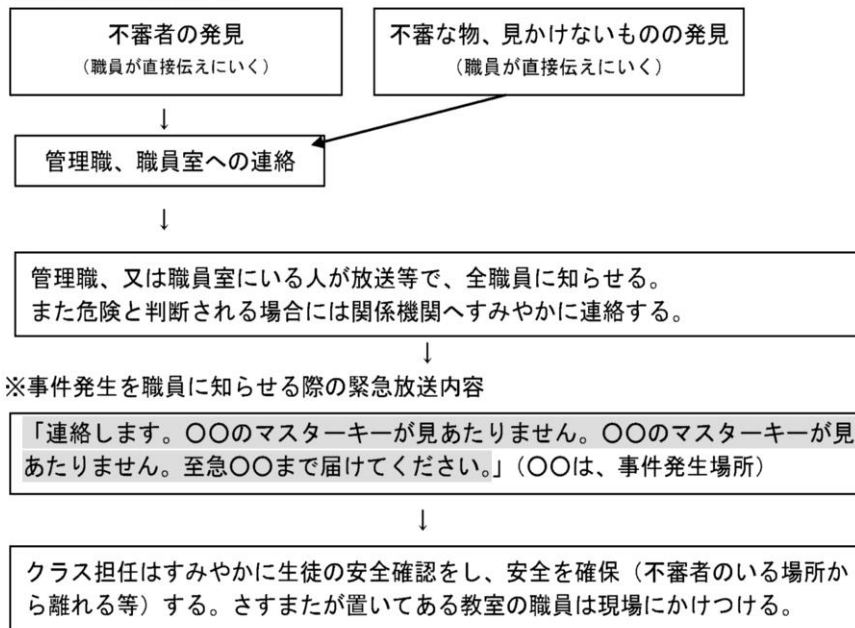 不審者の発見
（職員が直接伝えにいく）
不審な物、見かけないものの発見
（職員が直接伝えにいく）
↓
管理職、職員室への連絡
↓
管理職、又は職員室にいる人が放送等で、全職員に知らせる。
また危険と判断される場合には関係機関へすみやかに連絡する。
↓
※事件発生を職員に知らせる際の緊急放送内容
「連絡します。〇〇のマスターキーが見あたりません。〇〇のマスターキーが見
あたりません。至急〇〇まで届けてください。」（〇〇は、事件発生場所）
↓
クラス担任はすみやかに生徒の安全確認をし、安全を確保（不審者のいる場所か
ら離れる等）する。さすまたが置いてある教室の職員は現場にかけつける。